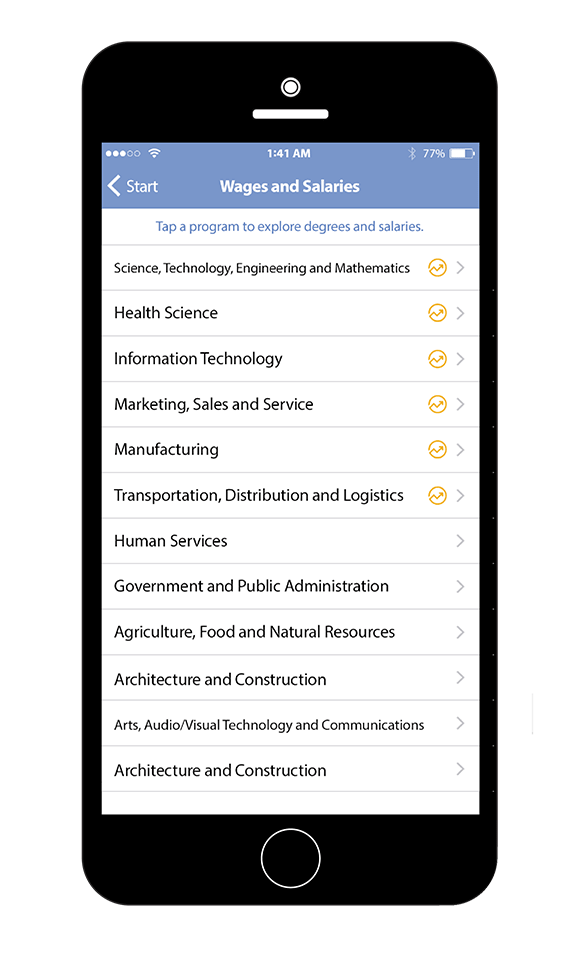 1:41 AM 77%
Start Wages and Salaries
Tap a program to explore degrees and salaries.
Science, Technology, Engineering and Mathematics
Health Science
Information Technology
Marketing, Sales and Service
Manufacturing
Transportation, Distribution and Logistics
Human Services
Government and Public Administration
Agriculture, Food and Natural Resources
Architecture and Construction
Arts, Audio/Visual Technology and Communications
Architecture and Construction